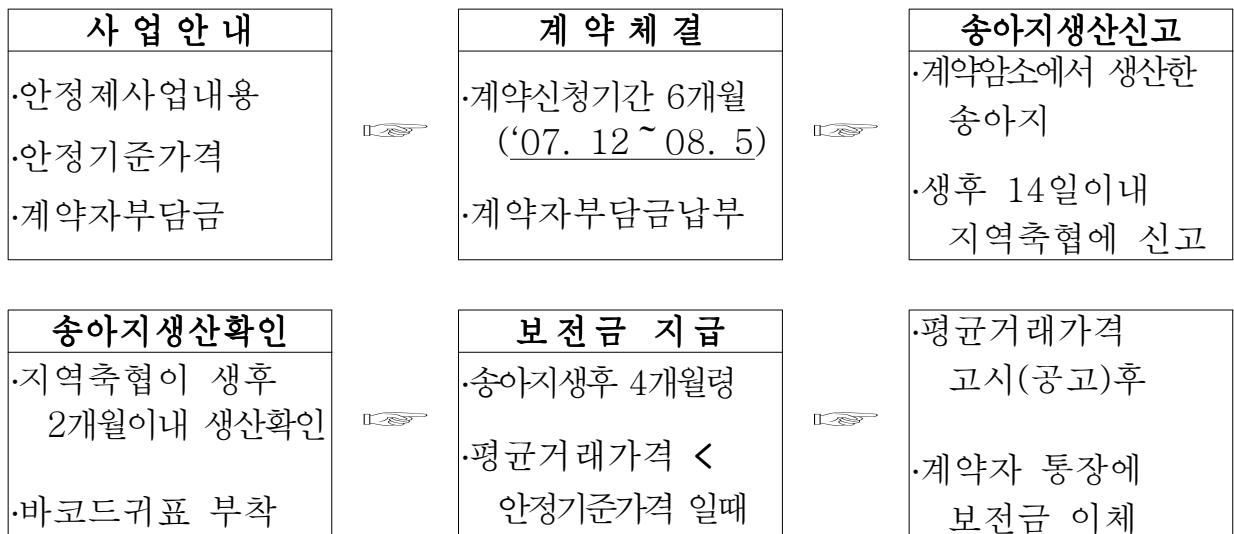 사 업 안 내
·안정제사업내용
·안정기준가격
·계약자부담금
☞
계 약 체 결
·계약신청기간 6개월
(‘07. 12 ~ 08. 5)
·계약자부담금납부
☞
송아지생산신고
·계약암소에서 생산한
송아지
·생후 14일이내
지역축협에 신고
송아지생산확인
·지역축협이 생후
2개월이내 생산확인
·바코드귀표 부착
☞
보전금 지급
·송아지생후 4개월령
·평균거래가격 <
안정기준가격 일때
☞
·평균거래가격
고시(공고)후
·계약자 통장에
보전금 이체